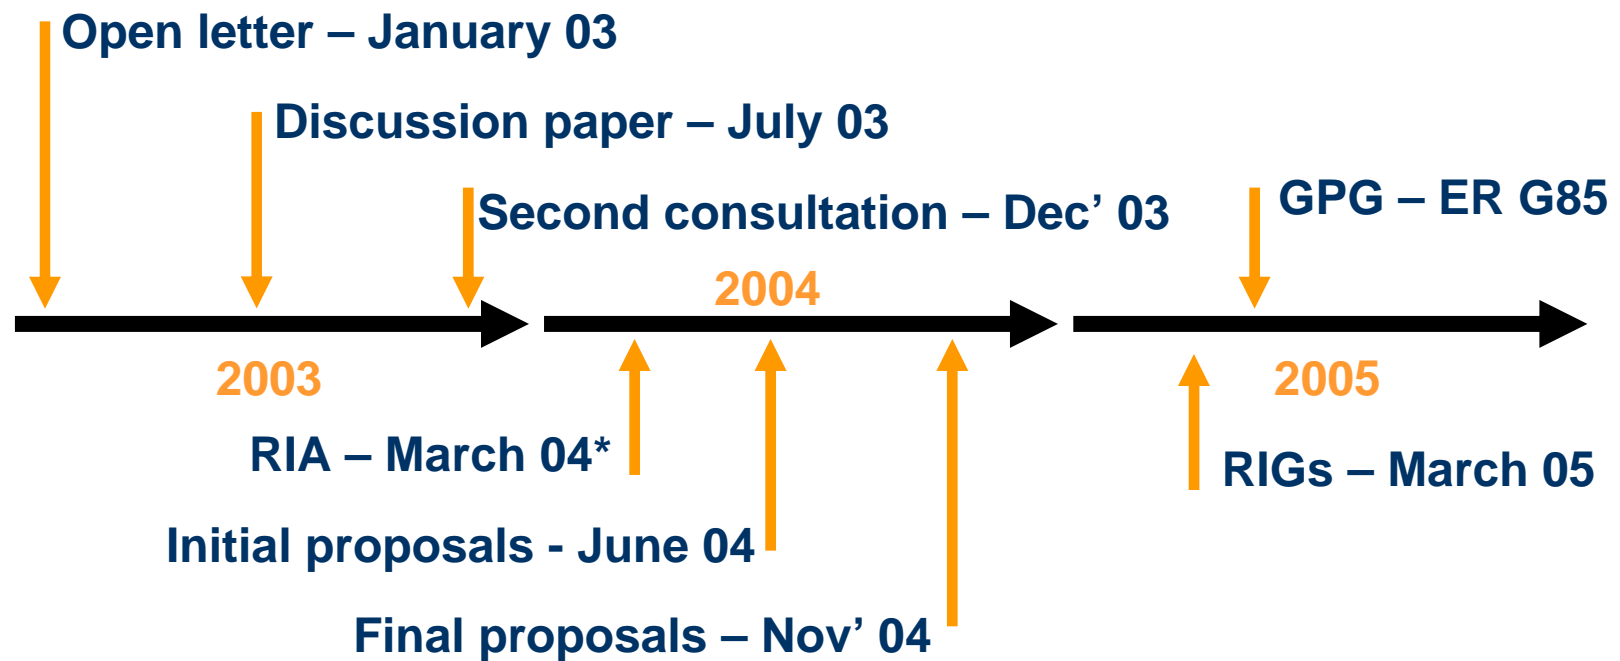 Open letter – January 03
Discussion paper – July 03
Second consultation – Dec’ 03
GPG – ER G85
2004
2003
2005
RIA – March 04*
RIGs – March 05
Initial proposals - June 04
Final proposals – Nov’ 04